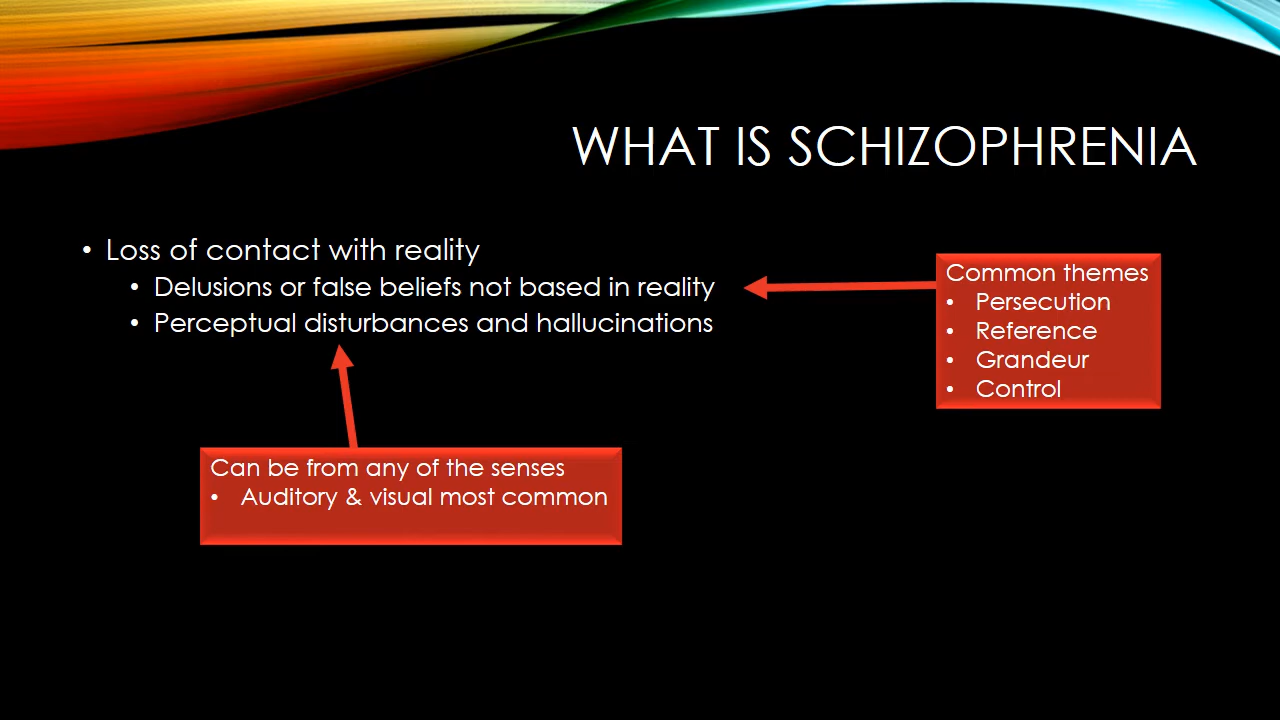 WHAT IS SCHIZOPHRENIA
• Loss of contact with reality
• Delusions or false beliefs not based in reality
• Perceptual disturbances and hallucinations
Common themes
• Persecution
• Reference
• Grandeur
• Control
Can be from any of the senses
• Auditory & visual most common